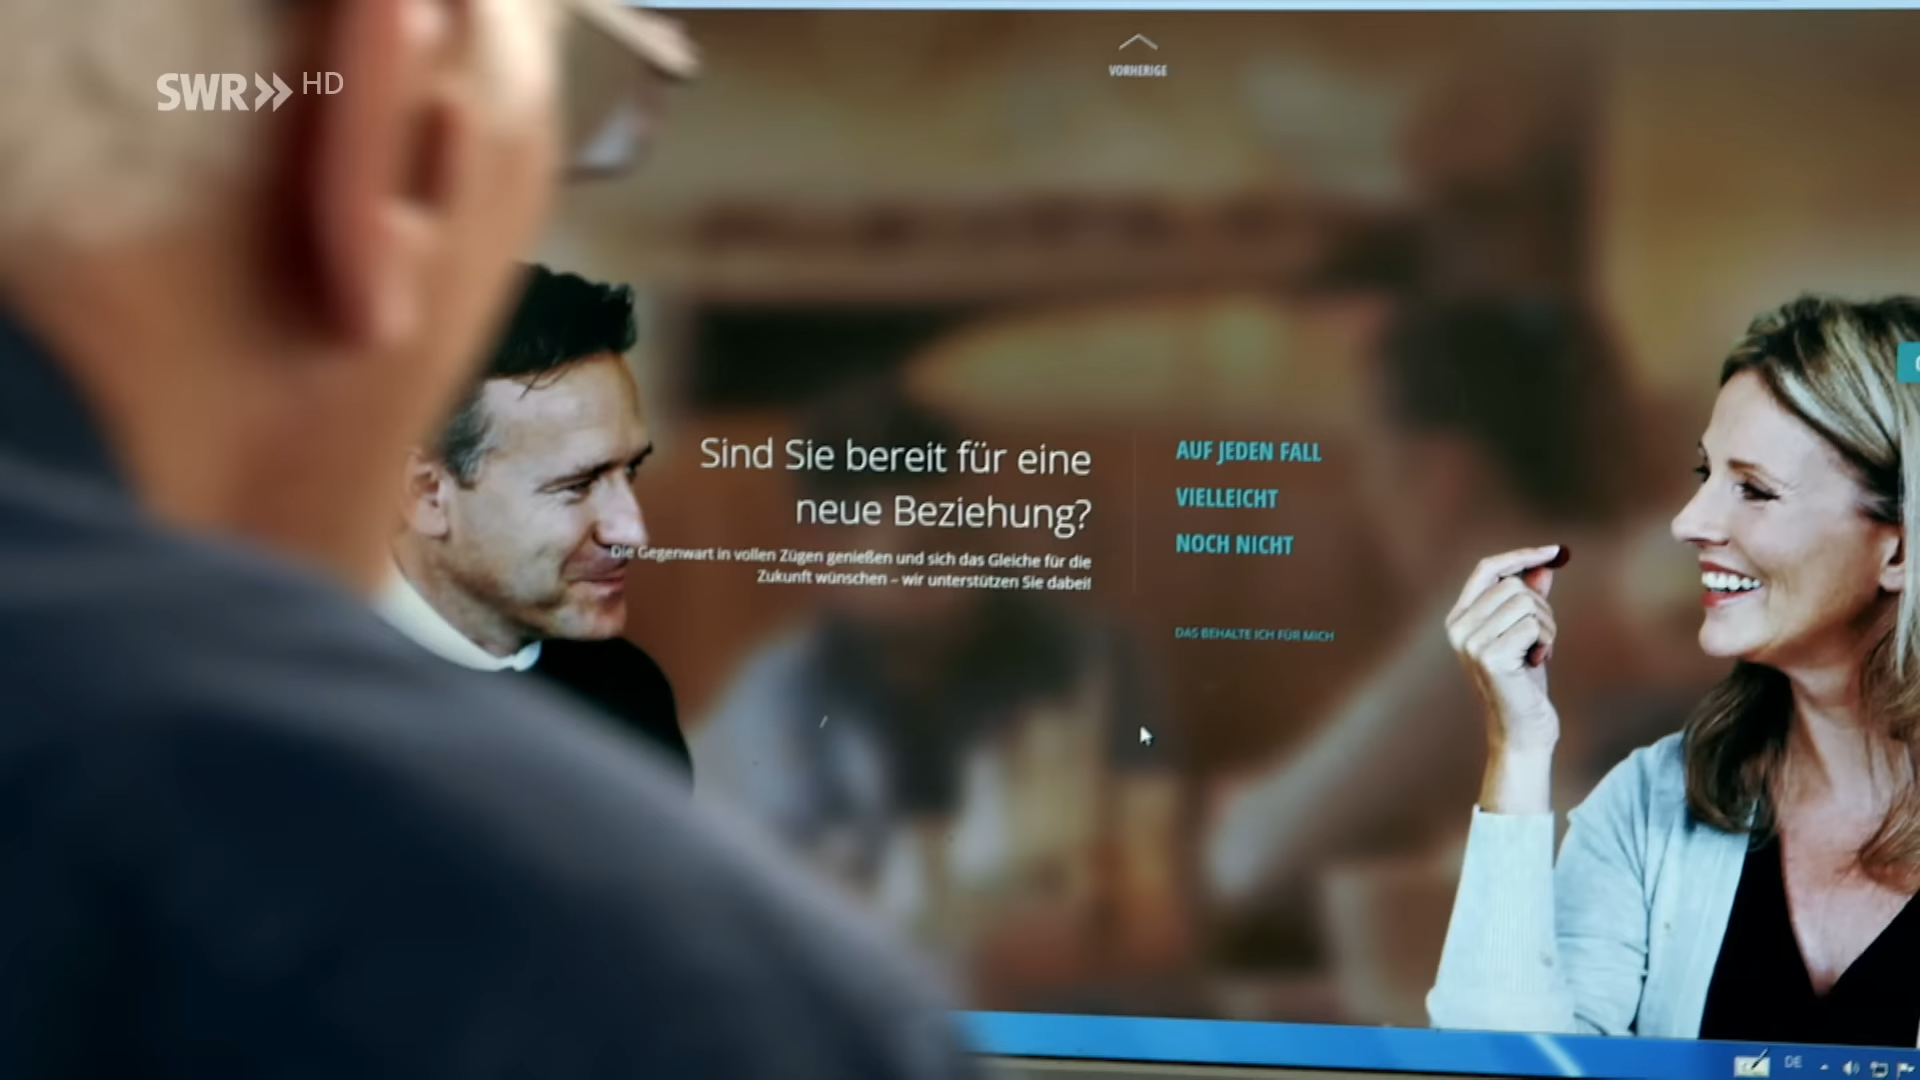 SWR HD
VORHERIGE
Sind Sie bereit für eine
neue Beziehung?
Die Gegenwart in vollen Zügen genießen und sich das Gleiche für die
Zukunft wünschen – wir unterstützen Sie dabei!
AUF JEDEN FALL
VIELLEICHT
NOCH NICHT
DAS BEHALTE ICH FÜR MICH
DE